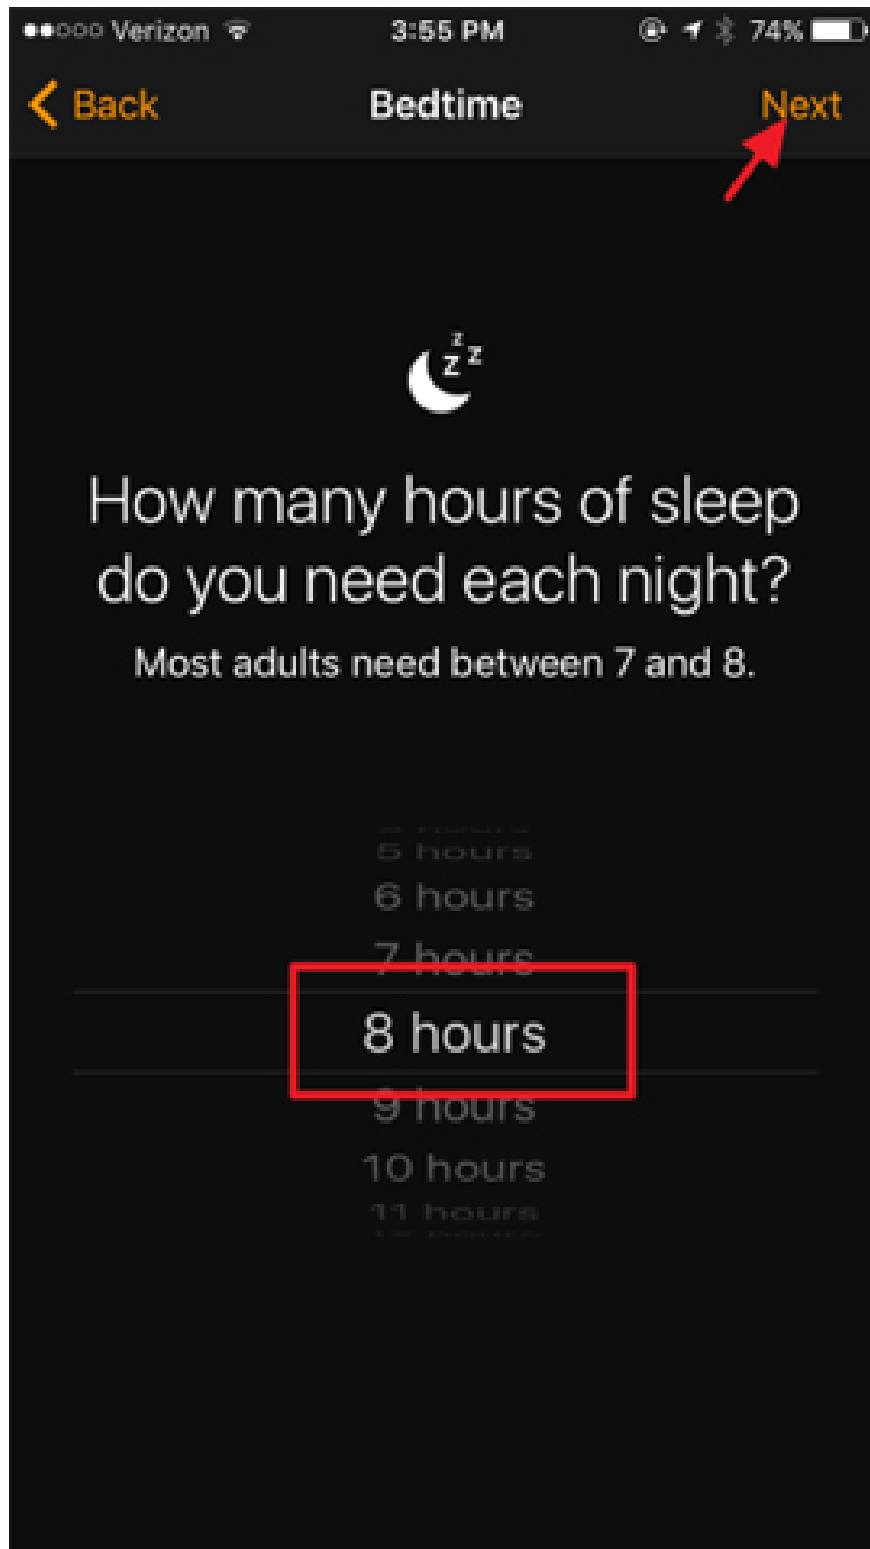 Verizon 3:55 PM 74%
Back Bedtime Next
z z z
How many hours of sleep
do you need each night?
Most adults need between 7 and 8.
5 hours
6 hours
7 hours
8 hours
9 hours
10 hours
11 hours